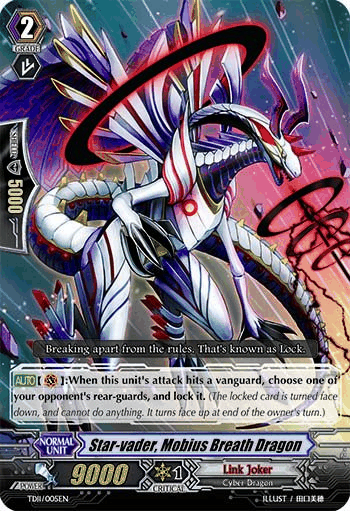 2
GRADE
SHIELD
5000
Breaking apart from the rules. That's known as Lock.
AUTO [ ]:When this unit's attack hits a vanguard, choose one of
your opponent's rear-guards, and lock it. (The locked card is turned face
down, and cannot do anything. It turns face up at end of the owner's turn.)
NORMAL
UNIT
Star-vader, Mobius Breath Dragon
POWER
9000
1
CRITICAL
Link Joker
Cyber Dragon
TD11/005EN
ILLUST / 田口美穂